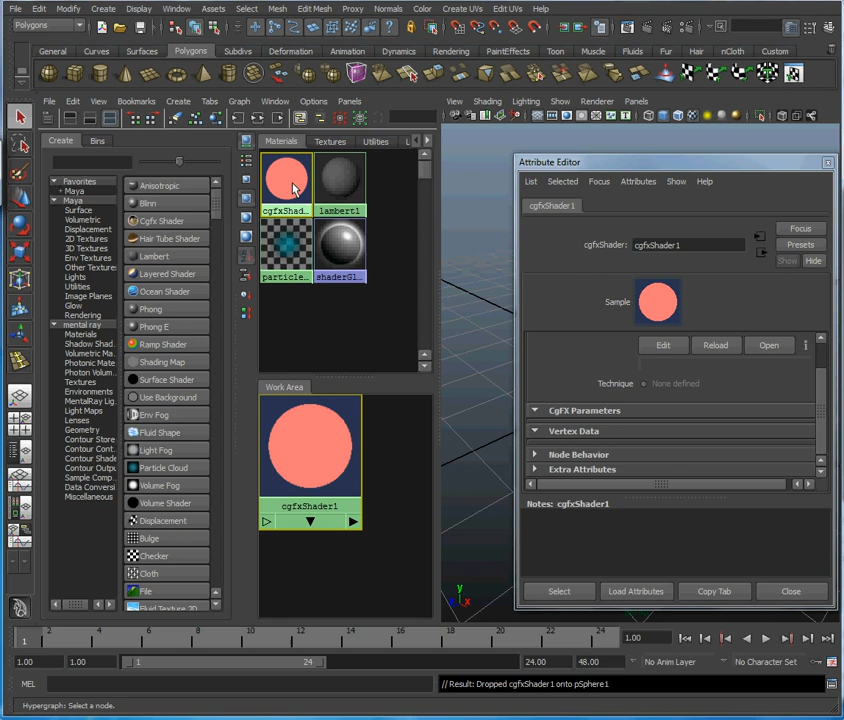 File Edit Modify Create Display Window Assets Select Mesh Edit Mesh Proxy Normals Color Create UVs Edit UVs Help
Polygons
General Curves Surfaces Polygons Subdivs Deformation Animation Dynamics Rendering PaintEffects Toon Muscle Fluids Fur Hair nCloth Custom
File Edit View Bookmarks Create Tabs Graph Window Options Panels
View Shading Lighting Show Renderer Panels
Create Bins
Materials Textures Utilities
Favorites
+ Maya
Maya
Surface
Volumetric
Displacement
2D Textures
3D Textures
Env Textures
Other Textures
Lights
Utilities
Image Planes
Glow
Rendering
mental ray
Materials
Shadow Shad
Volumetric Ma
Photonic Mate
Photon Volum
Textures
Environments
MentalRay Lig
Light Maps
Lenses
Geometry
Contour Store
Contour Cont
Contour Shade
Contour Outpu
Sample Comp
Data Conversi
Miscellaneous
Anisotropic
Blinn
Cgfx Shader
Hair Tube Shader
Lambert
Layered Shader
Ocean Shader
Phong
Phong E
Ramp Shader
Shading Map
Surface Shader
Use Background
Env Fog
Fluid Shape
Light Fog
Particle Cloud
Volume Fog
Volume Shader
Displacement
Bulge
Checker
Cloth
File
Fluid Texture 2D
cgfxShad... lambert1
particle... shaderGl...
Work Area
cgfxShader1
Attribute Editor
List Selected Focus Attributes Show Help
cgfxShader1
Focus
cgfxShader: cgfxShader1 Presets
Show Hide
Sample
Edit Reload Open i
Technique None defined
CgFX Parameters
Vertex Data
Node Behavior
Extra Attributes
Notes: cgfxShader1
Select Load Attributes Copy Tab Close
2 4 6 8 10 12 14 16 18 20 22 24
1 1.00
1.00 1.00 1 24 24.00 48.00 No Anim Layer No Character Set
MEL // Result: Dropped cgfxShader1 onto pSphere1
Hypergraph: Select a node.
y
z x